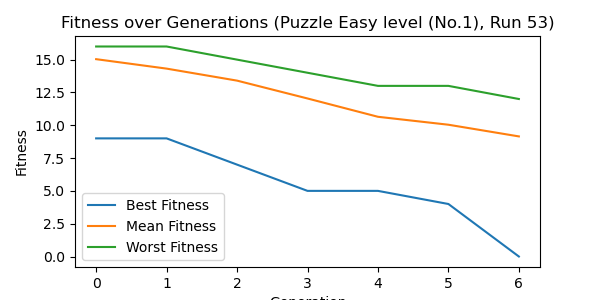 Fitness over Generations (Puzzle Easy level (No.1), Run 53)
15.0
12.5
10.0
7.5
5.0
2.5
0.0
Fitness
Best Fitness
Mean Fitness
Worst Fitness
0 1 2 3 4 5 6
Generation